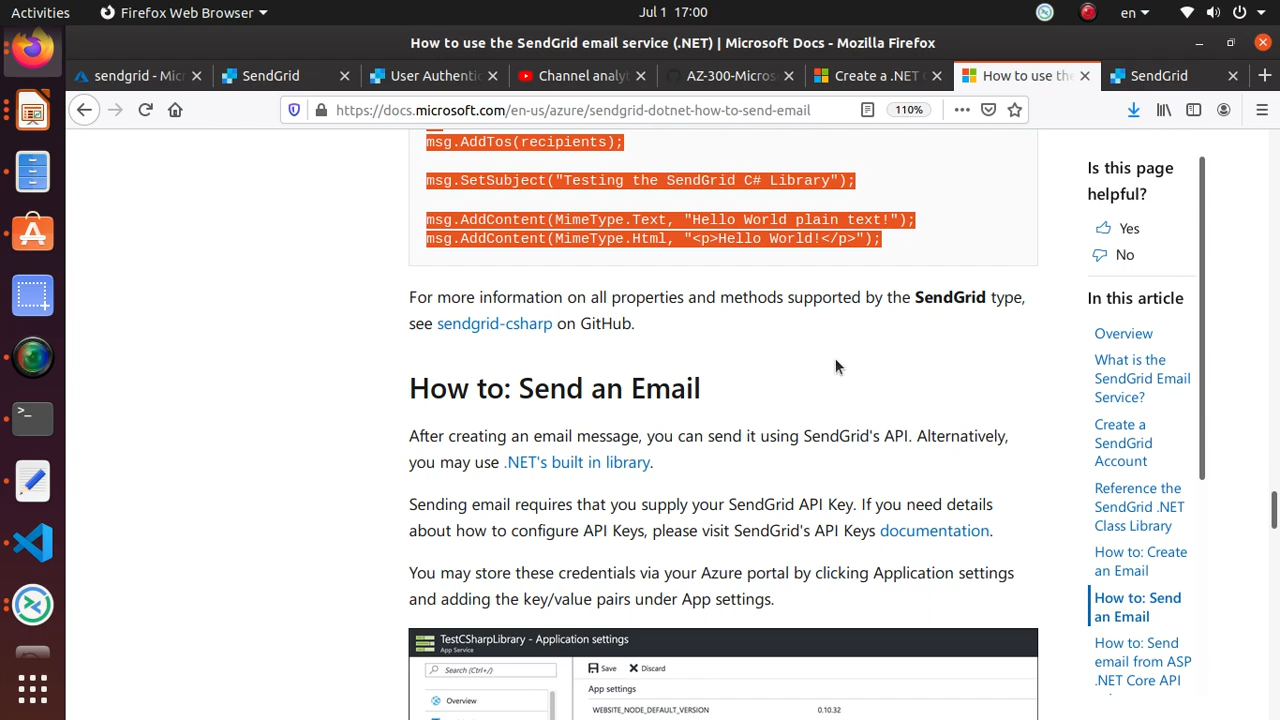 Activities
Firefox Web Browser
Jul 1 17:00
en
How to use the SendGrid email service (.NET) | Microsoft Docs - Mozilla Firefox
sendgrid - Mic
SendGrid
User Authenti
Channel analyt
AZ-300-Micros
Create a .NET
How to use the
SendGrid
https://docs.microsoft.com/en-us/azure/sendgrid-dotnet-how-to-send-email
110%
msg.AddTos(recipients);
msg.SetSubject("Testing the SendGrid C# Library");
msg.AddContent(MimeType.Text, "Hello World plain text!");
msg.AddContent(MimeType.Html, "<p>Hello World!</p>");
For more information on all properties and methods supported by the SendGrid type,
see sendgrid-csharp on GitHub.
How to: Send an Email
After creating an email message, you can send it using SendGrid's API. Alternatively,
you may use .NET's built in library.
Sending email requires that you supply your SendGrid API Key. If you need details
about how to configure API Keys, please visit SendGrid's API Keys documentation.
You may store these credentials via your Azure portal by clicking Application settings
and adding the key/value pairs under App settings.
TestCSharpLibrary - Application settings
App Service
Search (Ctrl+/)
Save
Discard
Overview
App settings
WEBSITE_NODE_DEFAULT_VERSION
0.10.32
Is this page
helpful?
Yes
No
In this article
Overview
What is the
SendGrid Email
Service?
Create a
SendGrid
Account
Reference the
SendGrid .NET
Class Library
How to: Create
an Email
How to: Send
an Email
How to: Send
email from ASP
.NET Core API